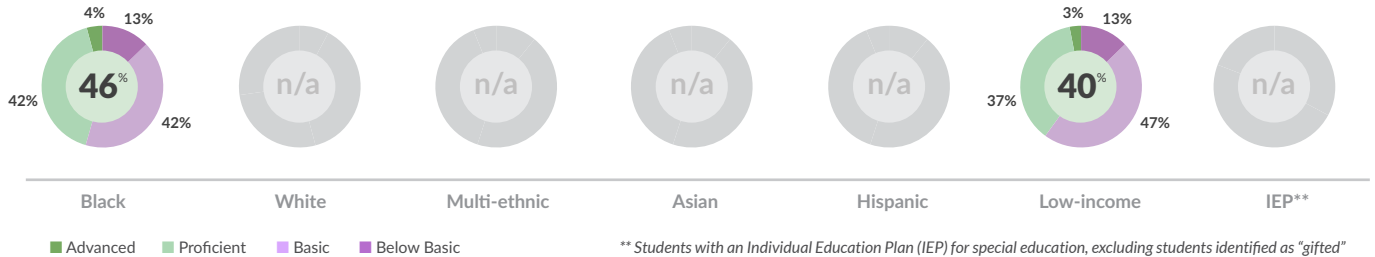 4% 13%
3% 13%
46% n/a n/a n/a n/a 40% n/a
42% 42%
37% 47%
Black White Multi-ethnic Asian Hispanic Low-income IEP**
Advanced Proficient Basic Below Basic
** Students with an Individual Education Plan (IEP) for special education, excluding students identified as “gifted”